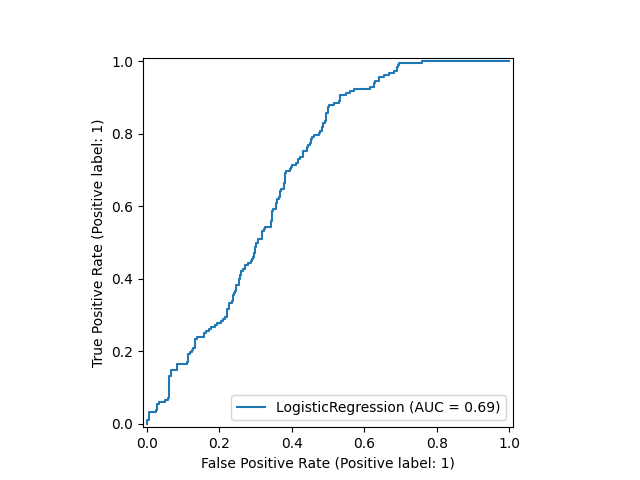 1.0
0.8
0.6
0.4
0.2
0.0
True Positive Rate (Positive label: 1)
LogisticRegression (AUC = 0.69)
0.0 0.2 0.4 0.6 0.8 1.0
False Positive Rate (Positive label: 1)